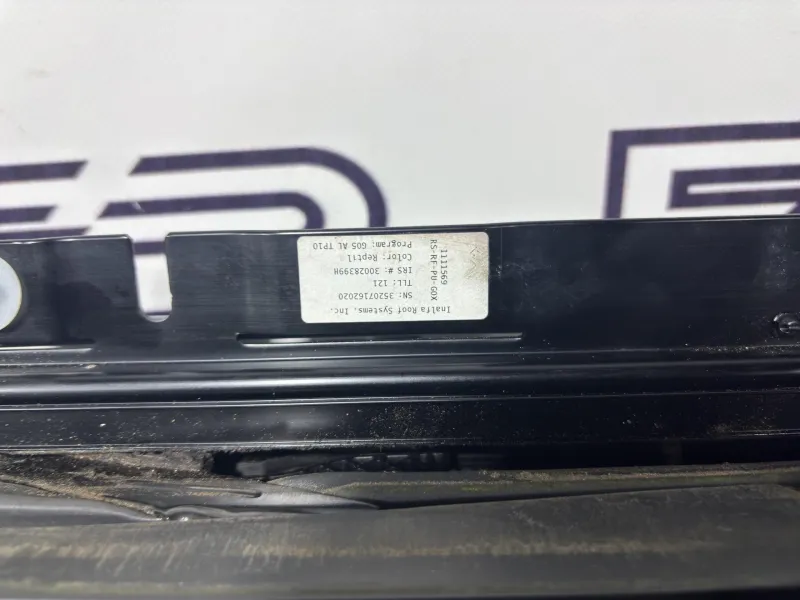 Inalfa Roof Systems, Inc.
SN: 35207162020
TLL: 121
IRS #: 30028399H
Color: Reptil
Program: G05 AL TP10
RS-RF-PU-GOX
1111569